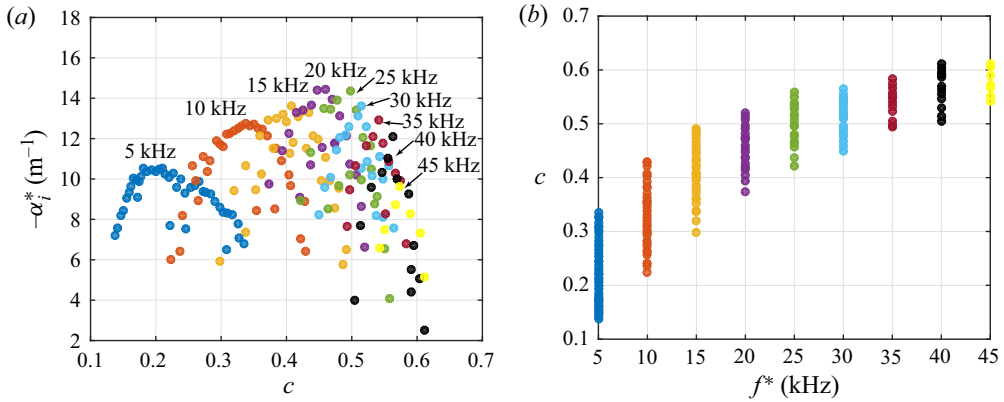 (a)
18
16
14
12
10
8
6
4
2
−α*i (m−1)
5 kHz
10 kHz
15 kHz
20 kHz
25 kHz
30 kHz
35 kHz
40 kHz
45 kHz
0.1 0.2 0.3 0.4 0.5 0.6 0.7
c
(b)
0.7
0.6
0.5
0.4
0.3
0.2
0.1
c
5 10 15 20 25 30 35 40 45
f* (kHz)